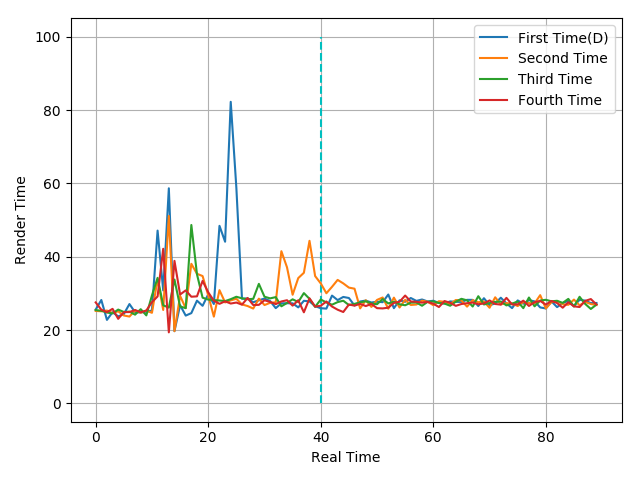 First Time(D)
Second Time
Third Time
Fourth Time
100
80
60
40
20
0
Render Time
0 20 40 60 80
Real Time